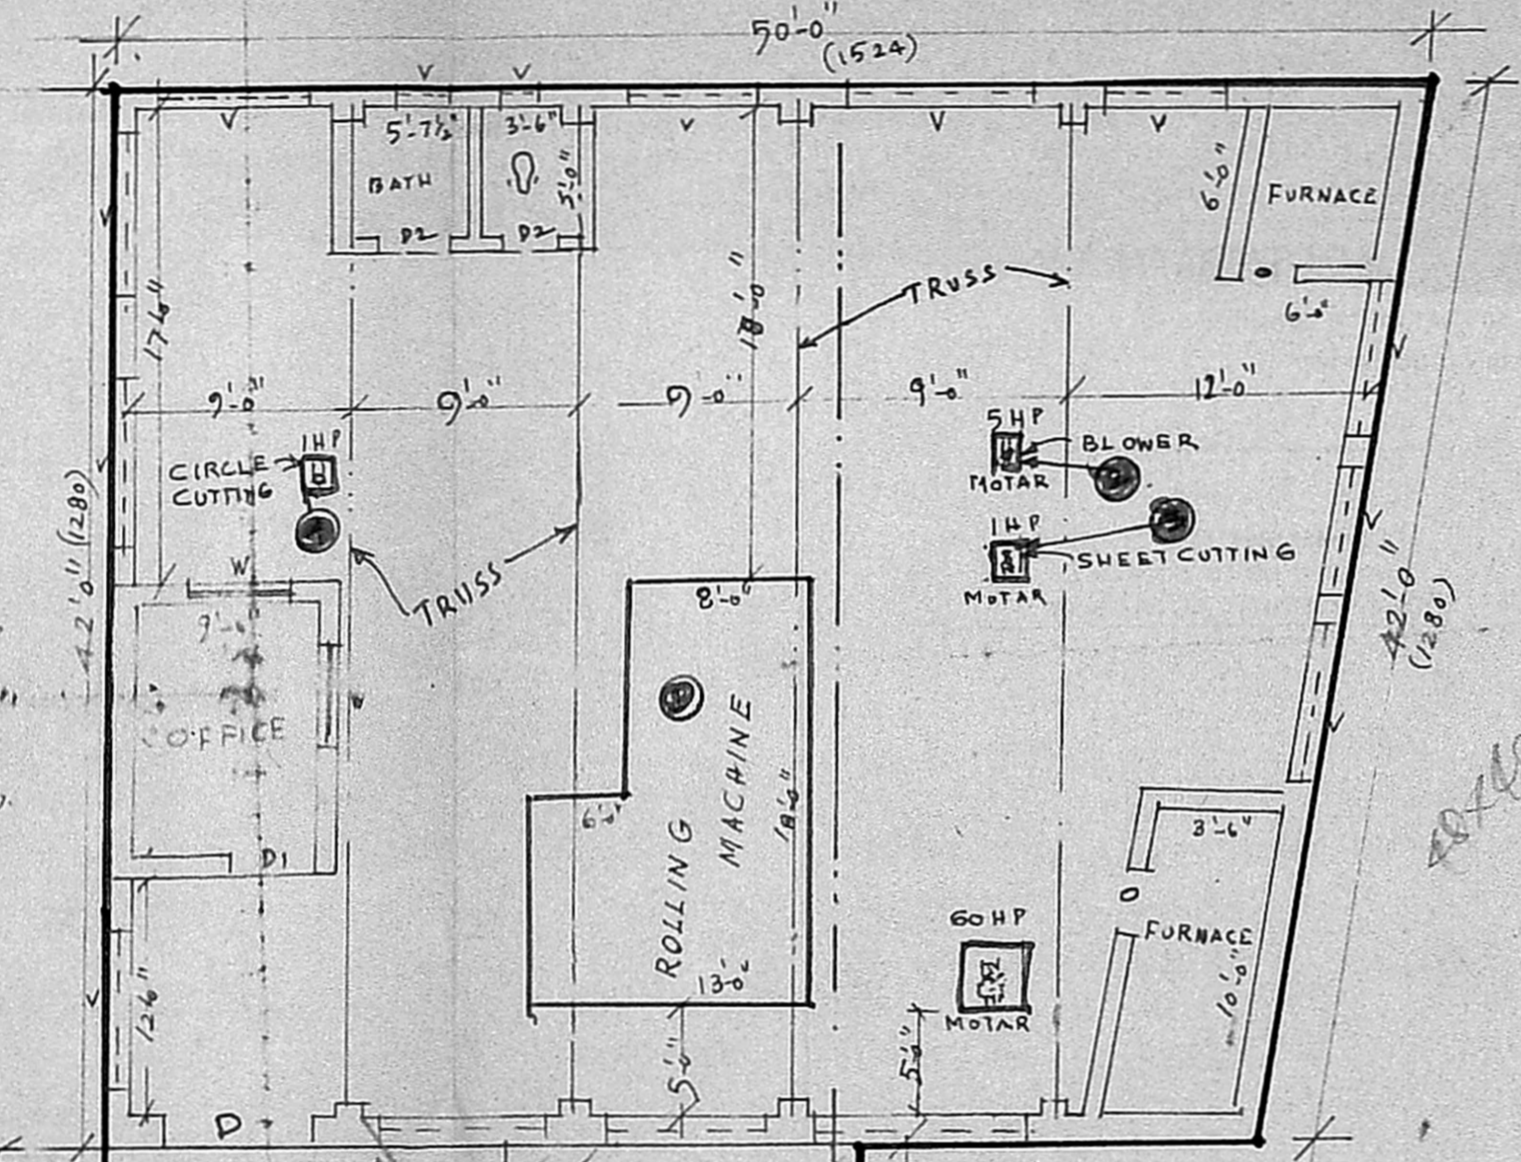 50'-0"
(1524)
V V
V V V V
5'-7½" 3'-6"
BATH
5'-0"
D2 D2
6'-0"
FURNACE
6'-0"
17'6"
18'-0"
TRUSS
9'-0" 9'-0" 9'-0" 9'-0" 12'-0"
1HP
CIRCLE
CUTTING
5HP
BLOWER
MOTAR
1HP
SHEET CUTTING
MOTAR
42'-0" (1280)
42'-0"
(1280)
TRUSS
W
OFFICE
D1
8'-0"
6'-0"
ROLLING
MACHINE
18'-0"
13'-0"
3'-6"
FURNACE
10'-0"
60HP
MOTAR
5'-0"
5'-0"
12'6"
D